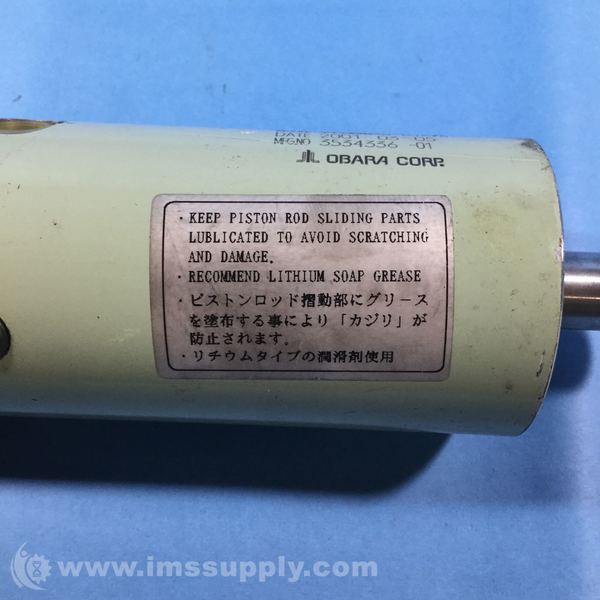 DATE 2001-03-05
MFG.NO 3534336 -01
OBARA CORP.
· KEEP PISTON ROD SLIDING PARTS
LUBLICATED TO AVOID SCRATCHING
AND DAMAGE.
· RECOMMEND LITHIUM SOAP GREASE
· ピストンロッド摺動部にグリース
を塗布する事により「カジリ」が
防止されます。
· リチウムタイプの潤滑剤使用
www.imssupply.com